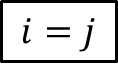 i = j